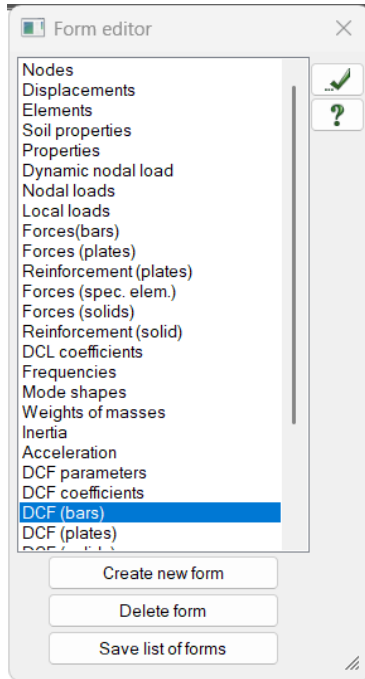 Form editor
Nodes
Displacements
Elements
Soil properties
Properties
Dynamic nodal load
Nodal loads
Local loads
Forces(bars)
Forces (plates)
Reinforcement (plates)
Forces (spec. elem.)
Forces (solids)
Reinforcement (solid)
DCL coefficients
Frequencies
Mode shapes
Weights of masses
Inertia
Acceleration
DCF parameters
DCF coefficients
DCF (bars)
DCF (plates)
Create new form
Delete form
Save list of forms